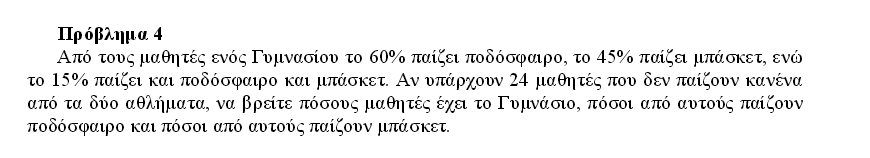 Πρόβλημα 4
Από τους μαθητές ενός Γυμνασίου το 60% παίζει ποδόσφαιρο, το 45% παίζει μπάσκετ, ενώ
το 15% παίζει και ποδόσφαιρο και μπάσκετ. Αν υπάρχουν 24 μαθητές που δεν παίζουν κανένα
από τα δύο αθλήματα, να βρείτε πόσους μαθητές έχει το Γυμνάσιο, πόσοι από αυτούς παίζουν
ποδόσφαιρο και πόσοι από αυτούς παίζουν μπάσκετ.